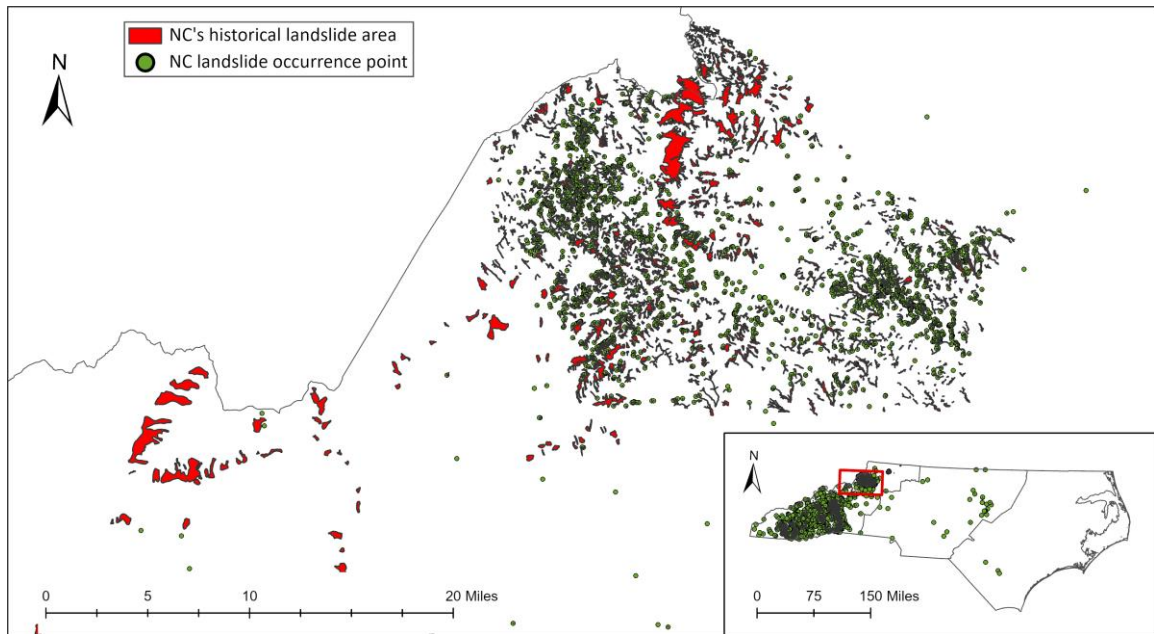 NC's historical landslide area
NC landslide occurrence point
N
N
0 5 10 20 Miles
0 75 150 Miles